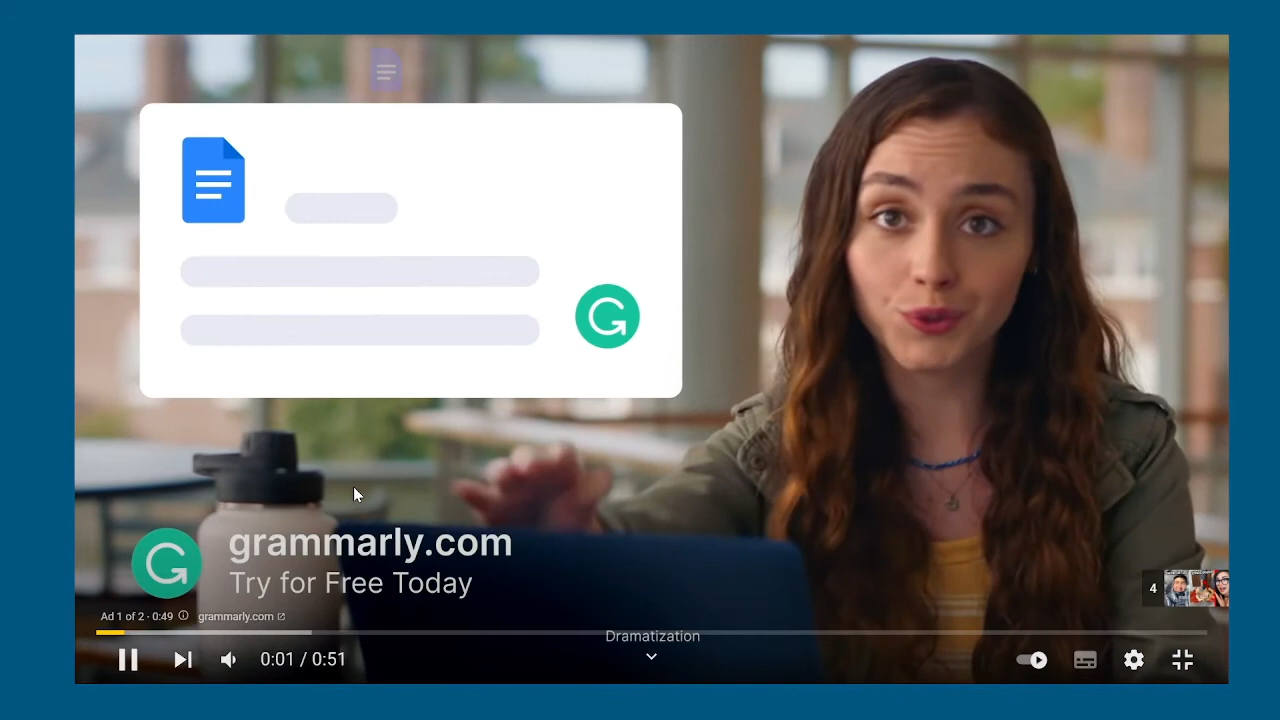 grammarly.com
Try for Free Today
4
Ad 1 of 2 · 0:49 grammarly.com
Dramatization
0:01 / 0:51